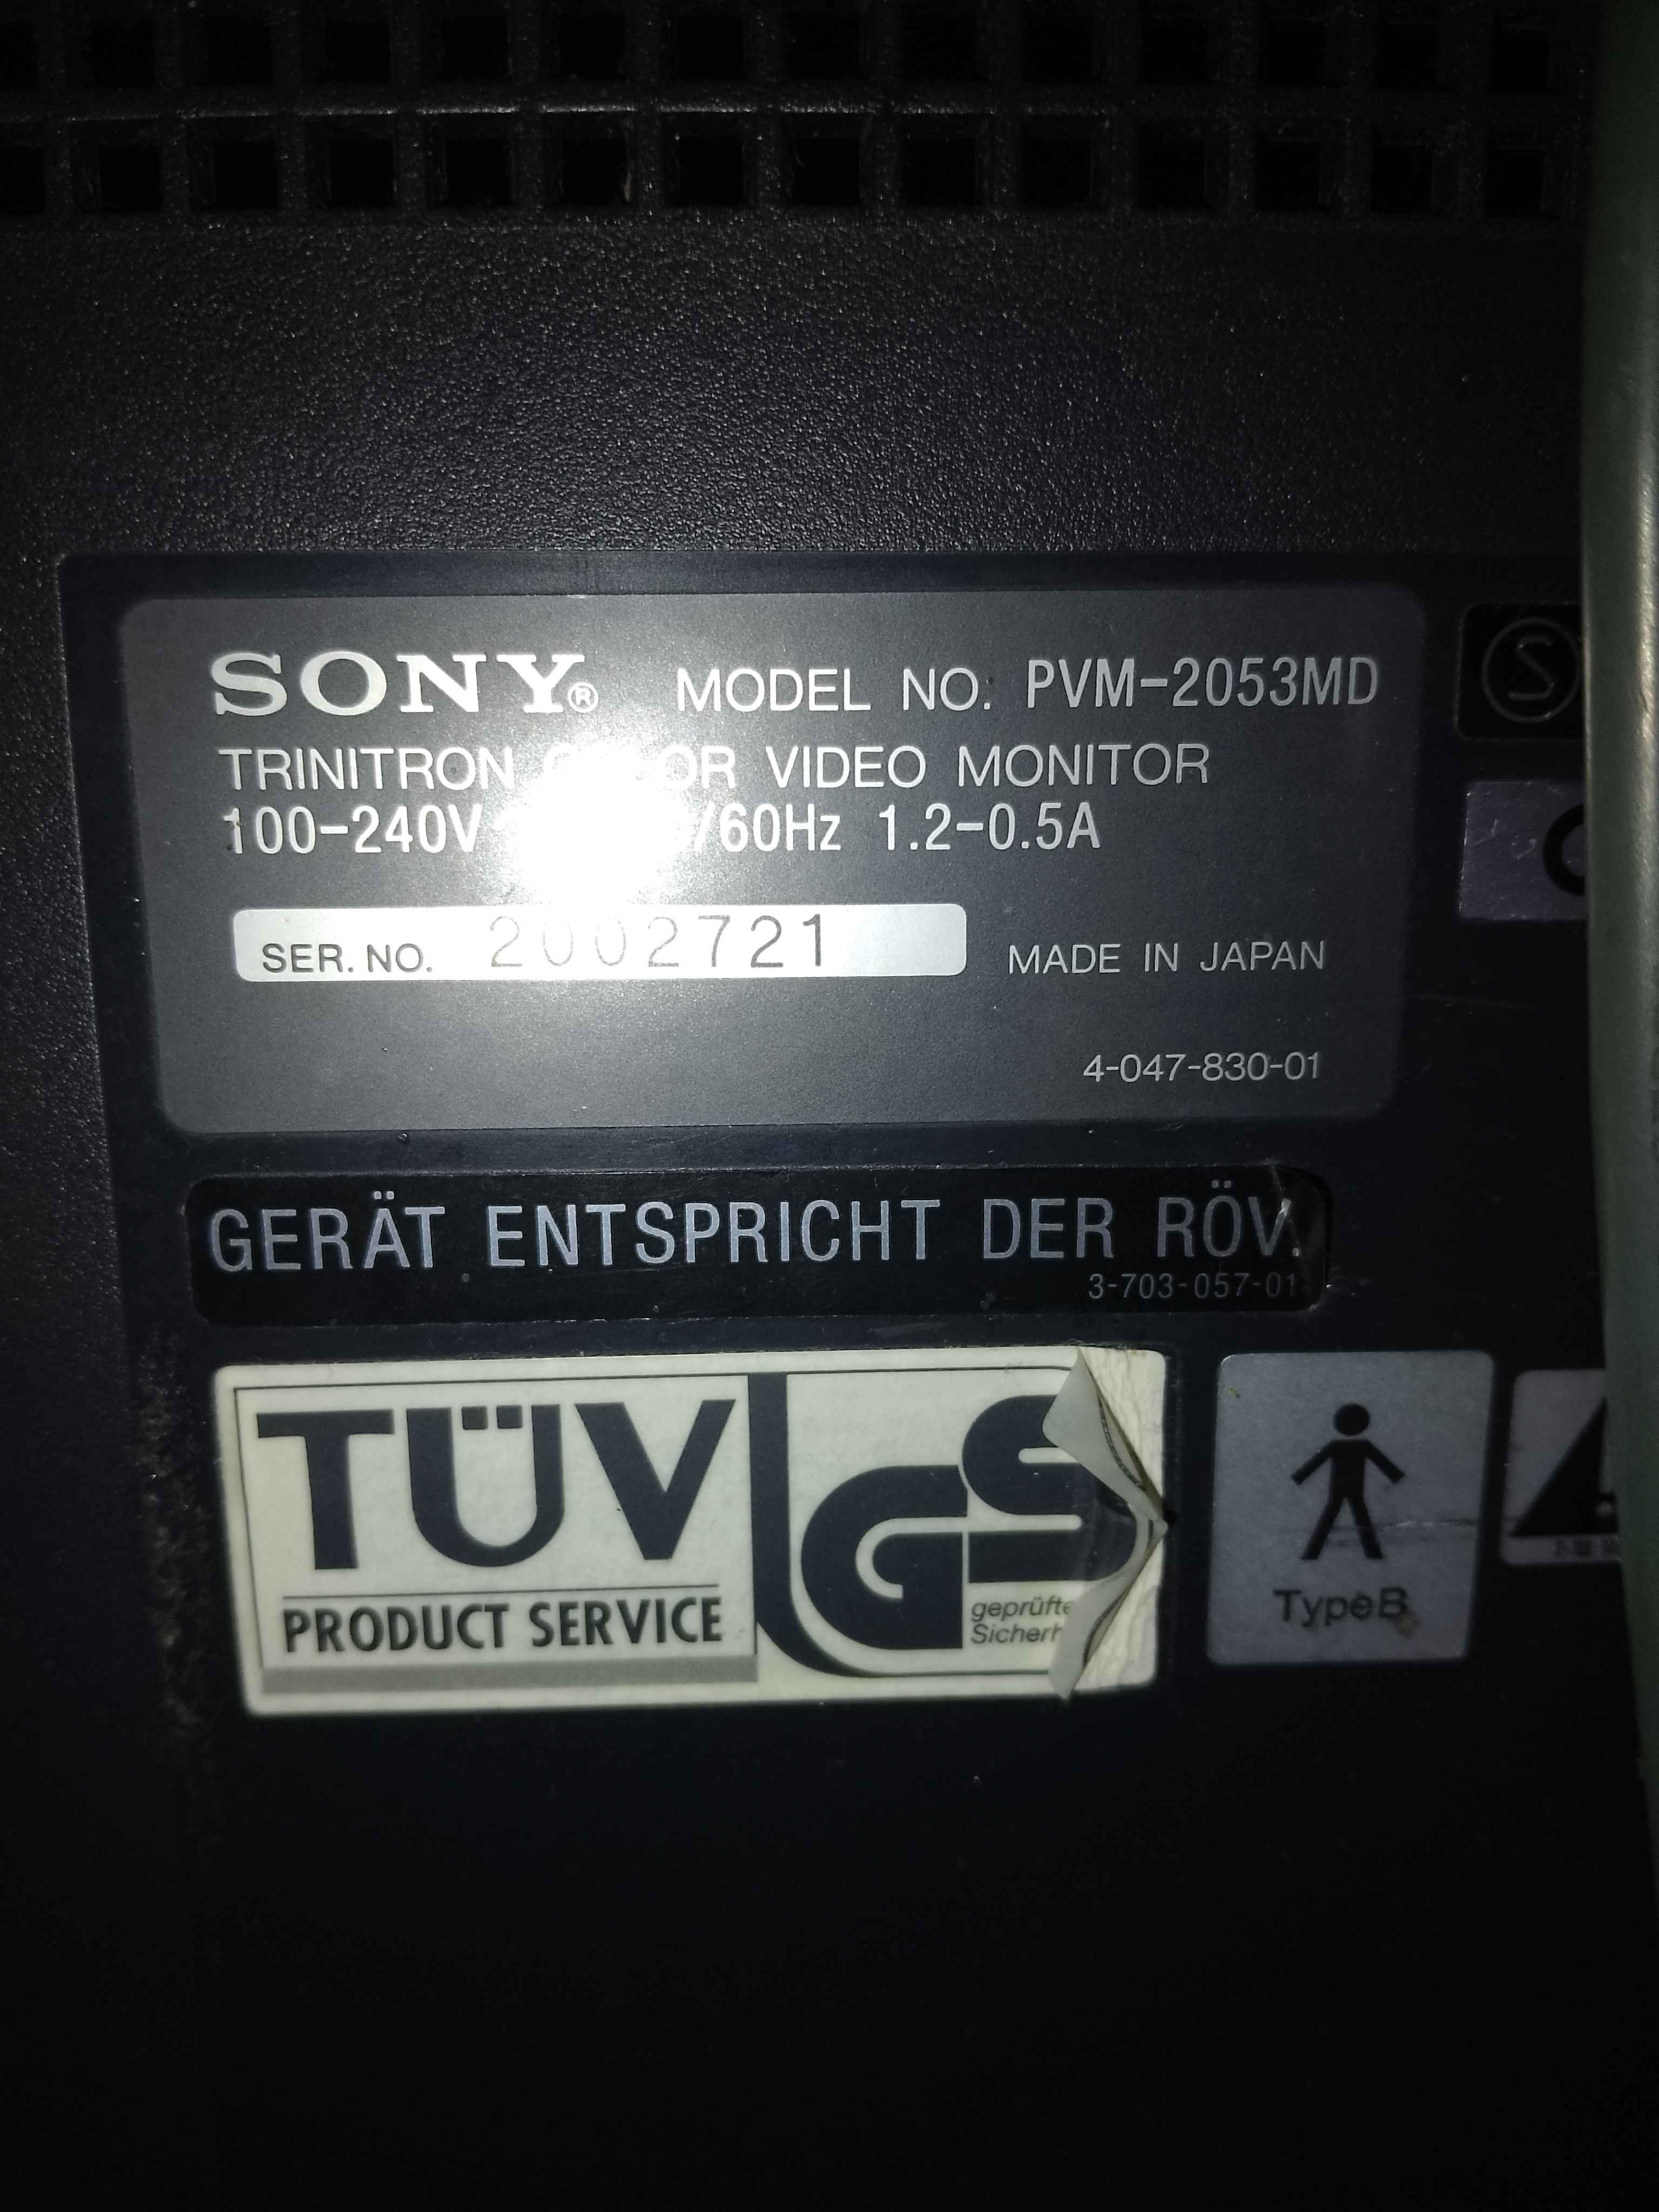 SONY® MODEL NO. PVM-2053MD
TRINITRON VIDEO MONITOR
100-240V /60Hz 1.2-0.5A
SER. NO. 2002721 MADE IN JAPAN
4-047-830-01
GERÄT ENTSPRICHT DER RÖV.
3-703-057-01
TÜV
PRODUCT SERVICE
GS
TypeB